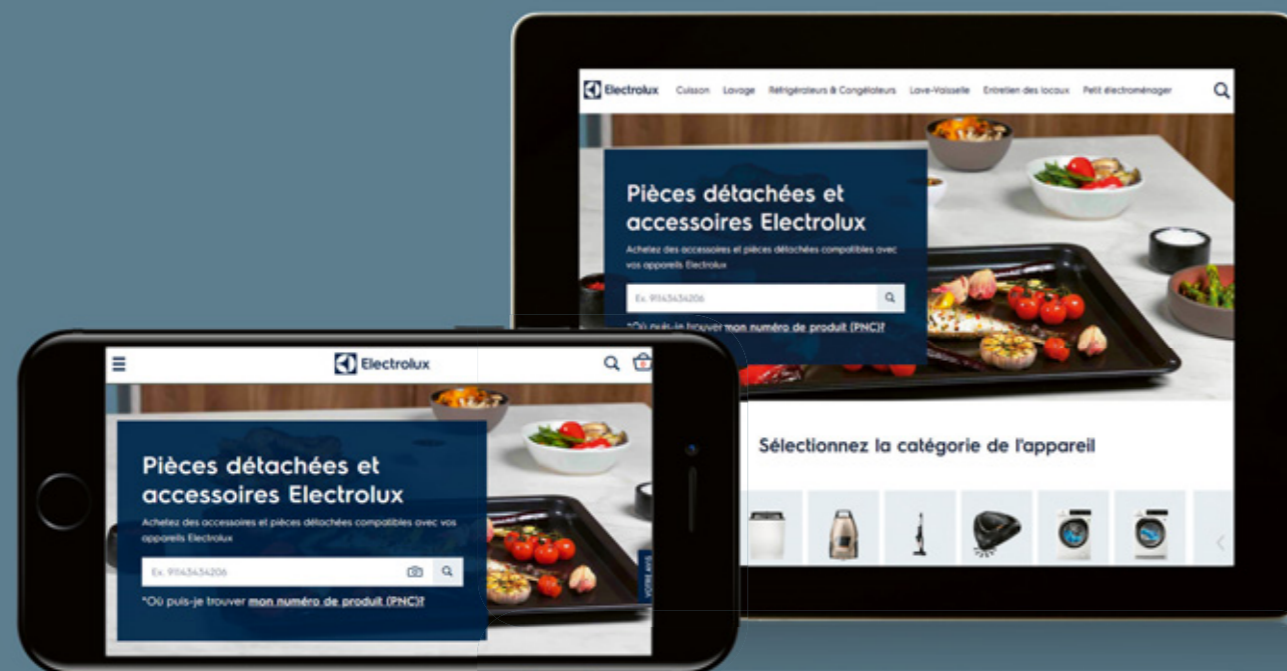 Electrolux Cuisson Lavage Réfrigérateurs & Congélateurs Lave-Vaisselle Entretien des locaux Petit électroménager
Pièces détachées et
accessoires Electrolux
Achetez des accessoires et pièces détachées compatibles avec
vos appareils Electrolux
Ex. 91143434206
*Où puis-je trouver mon numéro de produit (PNC)?
Sélectionnez la catégorie de l'appareil
Electrolux
Pièces détachées et
accessoires Electrolux
Achetez des accessoires et pièces détachées compatibles avec vos
appareils Electrolux
Ex. 91143434206
*Où puis-je trouver mon numéro de produit (PNC)?
VOTRE AVIS